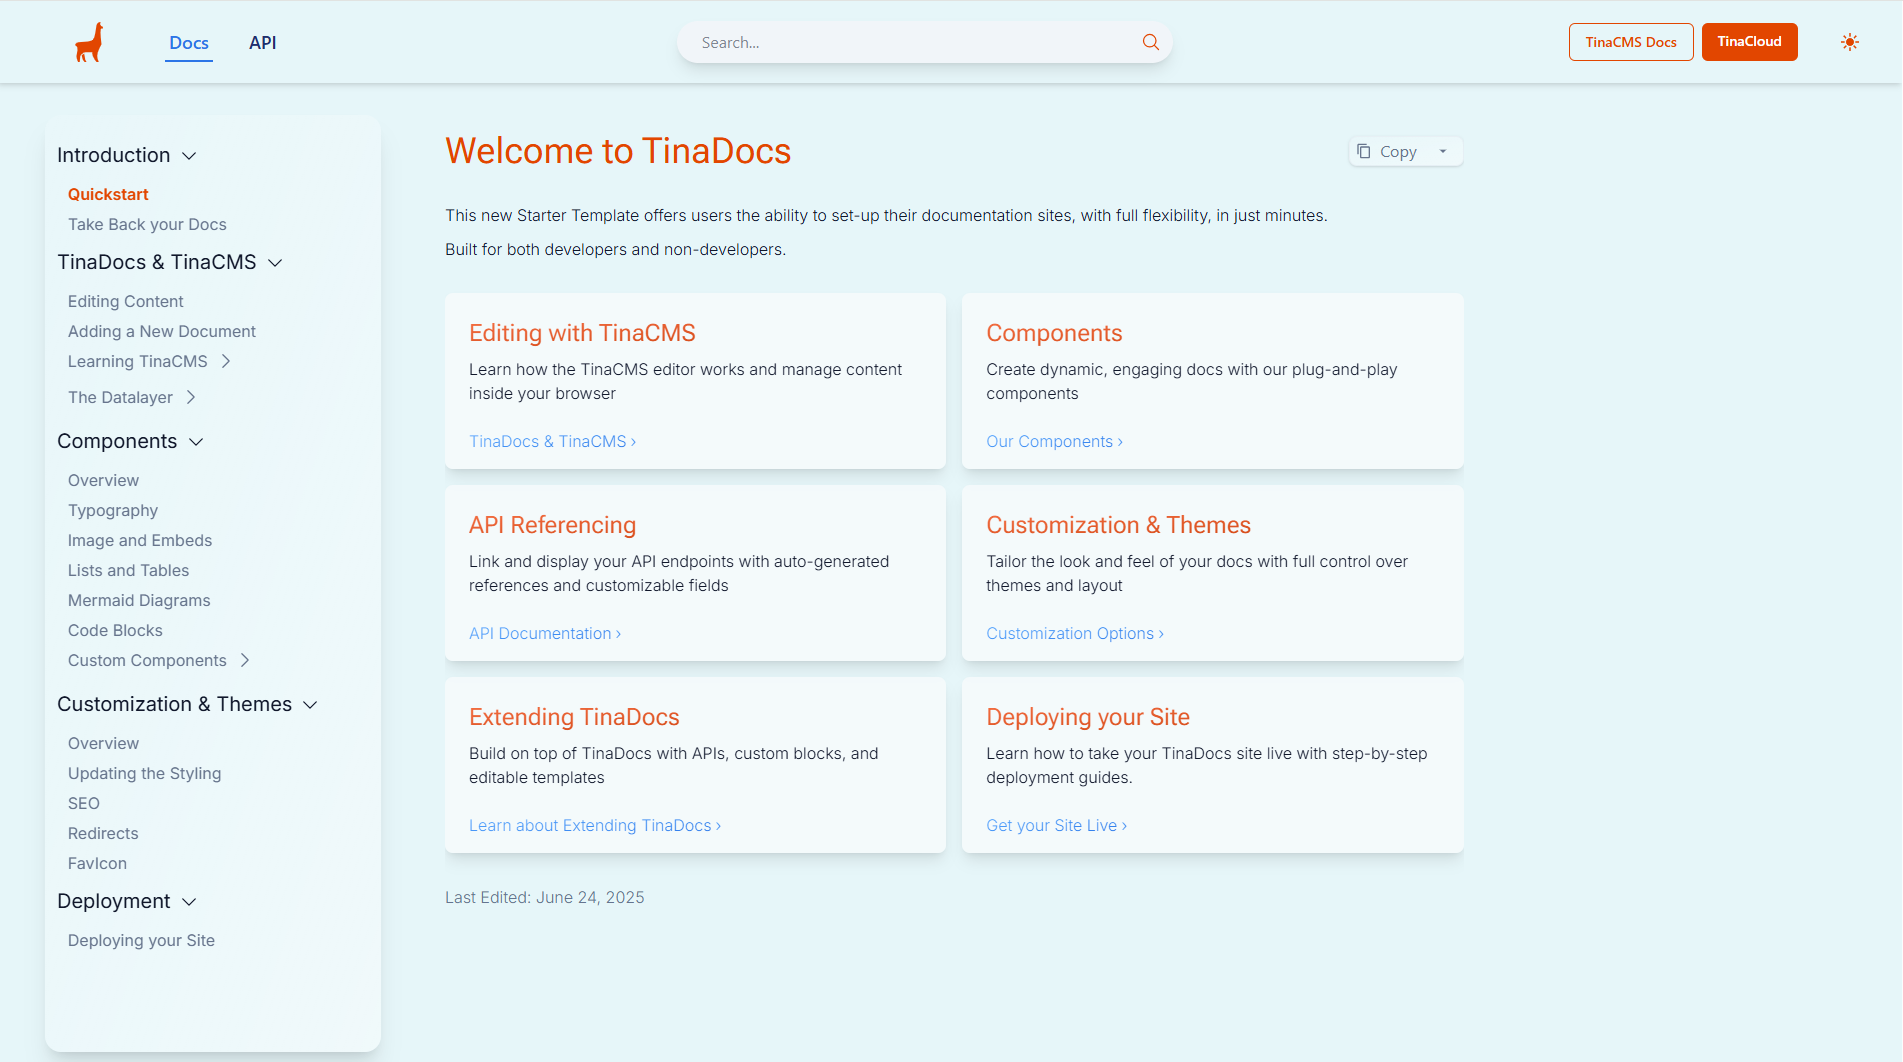 Docs
API
Search...
TinaCMS Docs
TinaCloud
Introduction
Quickstart
Take Back your Docs
TinaDocs & TinaCMS
Editing Content
Adding a New Document
Learning TinaCMS
The Datalayer
Components
Overview
Typography
Image and Embeds
Lists and Tables
Mermaid Diagrams
Code Blocks
Custom Components
Customization & Themes
Overview
Updating the Styling
SEO
Redirects
FavIcon
Deployment
Deploying your Site
Welcome to TinaDocs
Copy
This new Starter Template offers users the ability to set-up their documentation sites, with full flexibility, in just minutes.
Built for both developers and non-developers.
Editing with TinaCMS
Learn how the TinaCMS editor works and manage content
inside your browser
TinaDocs & TinaCMS ›
Components
Create dynamic, engaging docs with our plug-and-play
components
Our Components ›
API Referencing
Link and display your API endpoints with auto-generated
references and customizable fields
API Documentation ›
Customization & Themes
Tailor the look and feel of your docs with full control over
themes and layout
Customization Options ›
Extending TinaDocs
Build on top of TinaDocs with APIs, custom blocks, and
editable templates
Learn about Extending TinaDocs ›
Deploying your Site
Learn how to take your TinaDocs site live with step-by-step
deployment guides.
Get your Site Live ›
Last Edited: June 24, 2025